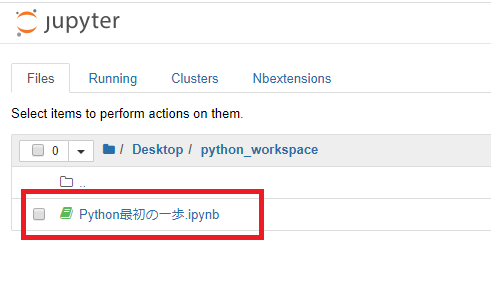 jupyter
Files Running Clusters Nbextensions
Select items to perform actions on them.
0 / Desktop / python_workspace
..
Python最初の一歩.ipynb